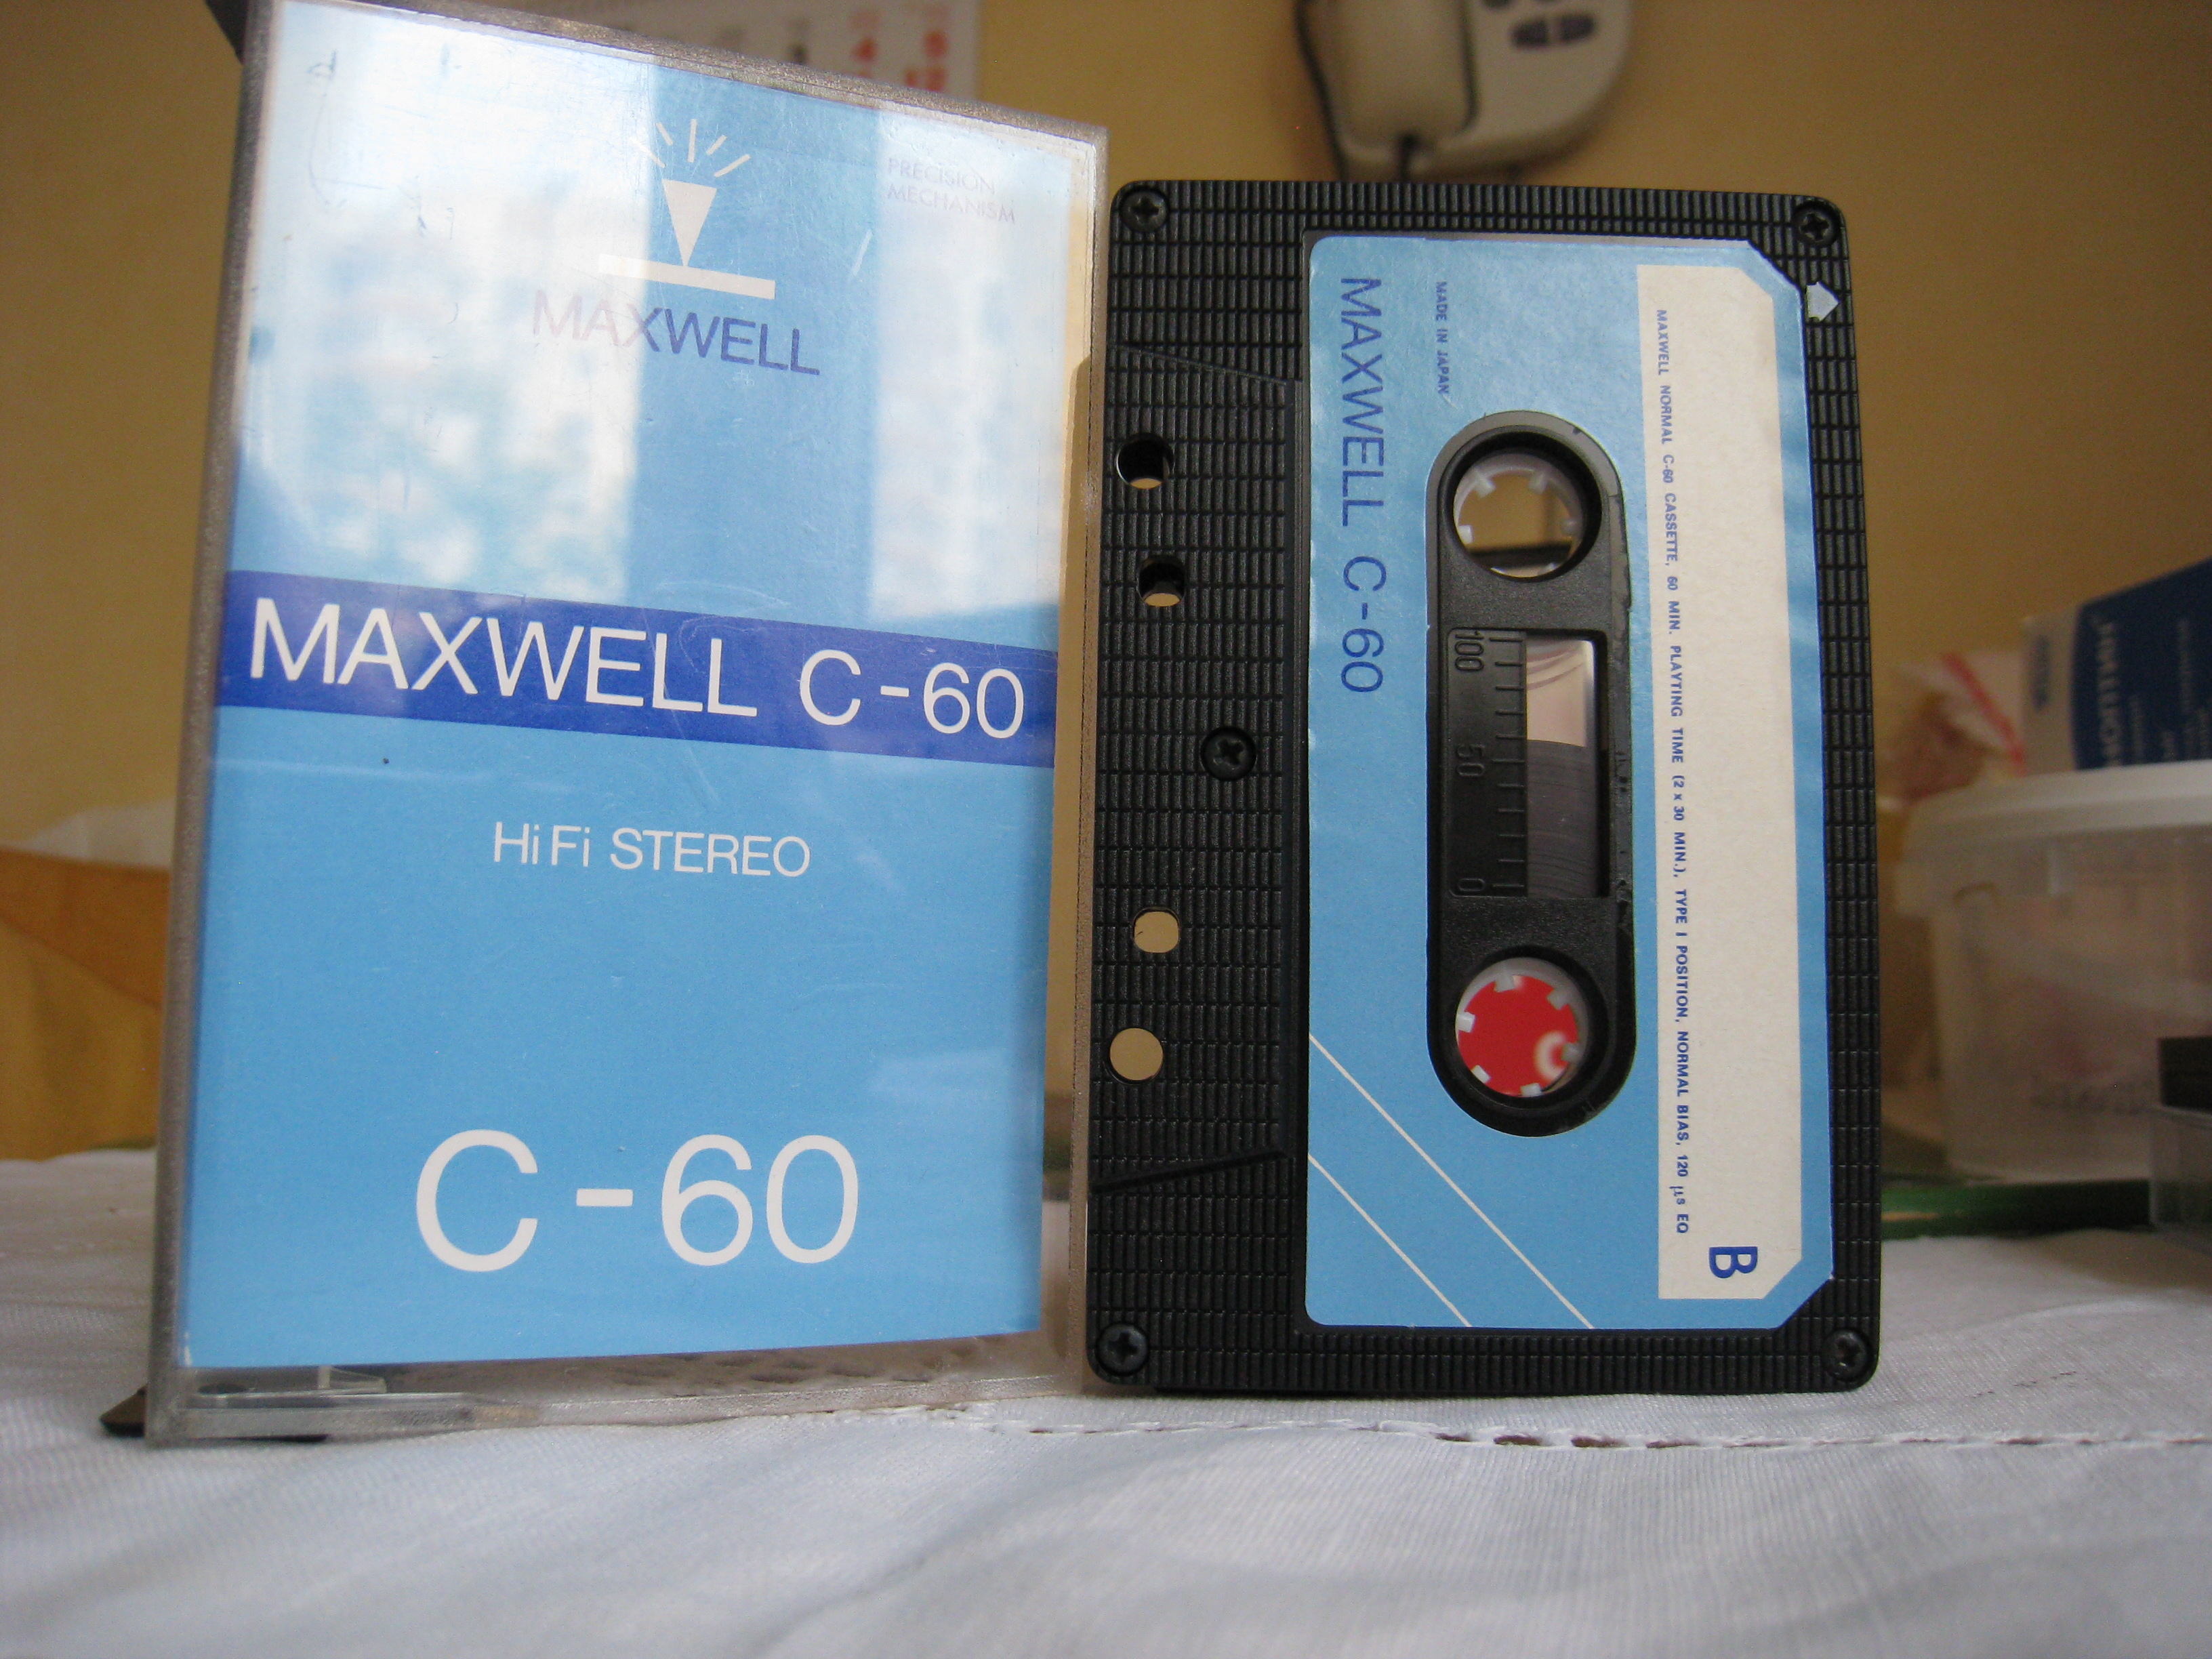 PRECISION
MECHANISM
MAXWELL
MAXWELL C-60
HiFi STEREO
C-60
MAXWELL C-60
MADE IN JAPAN
100
50
0
MAXWELL NORMAL C-60 CASSETTE, 60 MIN. PLAYTING TIME (2 x 30 MIN.), TYPE I POSITION, NORMAL BIAS, 120 µs EQ
B